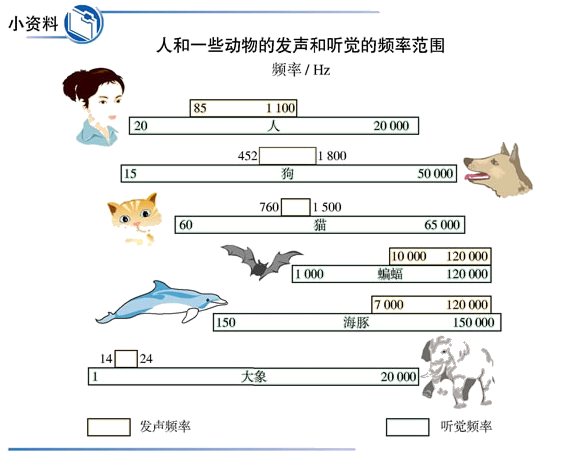 小资料
人和一些动物的发声和听觉的频率范围
频率 / Hz
85 1 100
20 人 20 000
452 1 800
15 狗 50 000
760 1 500
60 猫 65 000
10 000 120 000
1 000 蝙蝠 120 000
7 000 120 000
150 海豚 150 000
14 24
1 大象 20 000
发声频率 听觉频率